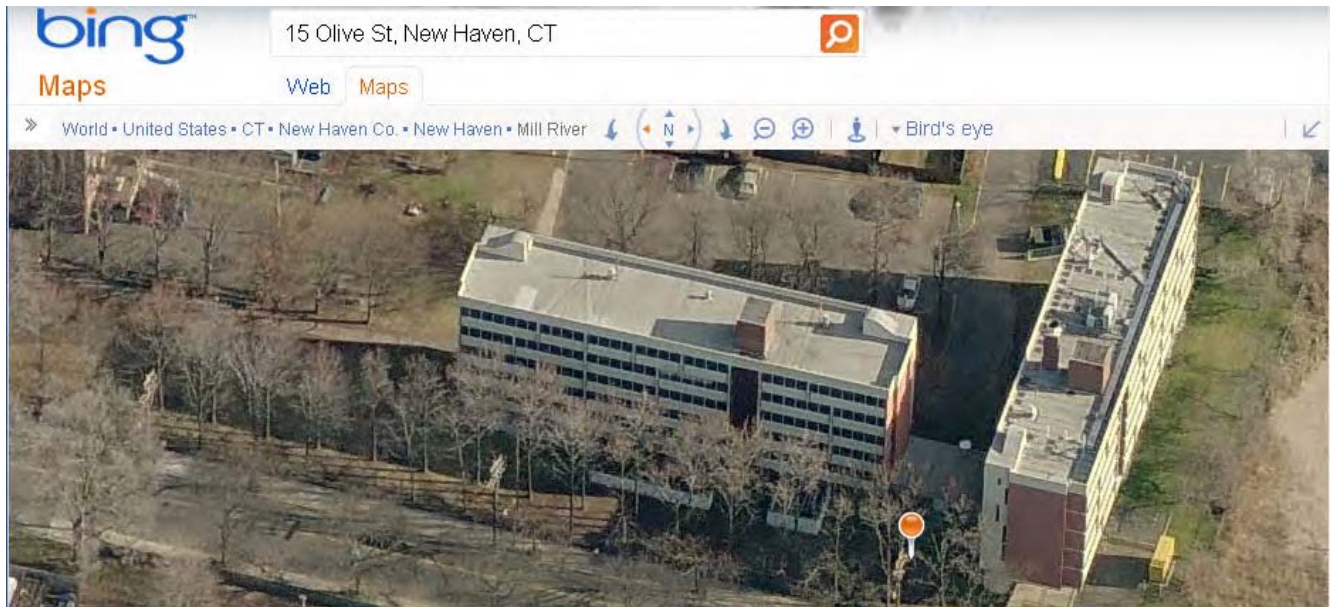 bing™
15 Olive St, New Haven, CT
Maps
Web Maps
» World ▪ United States ▪ CT ▪ New Haven Co. ▪ New Haven ▪ Mill River N Bird's eye